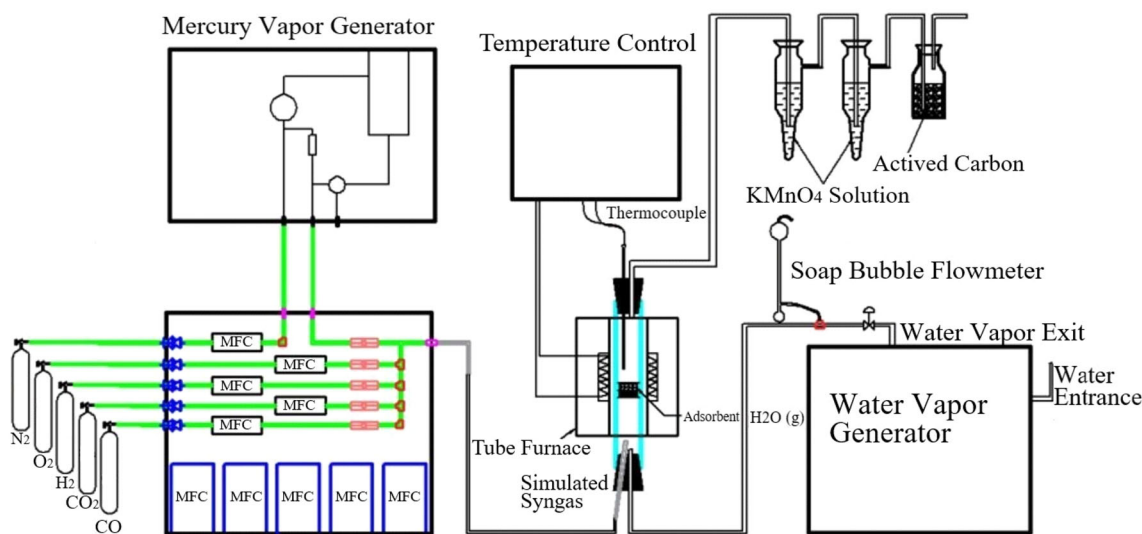 Mercury Vapor Generator
Temperature Control
Actived Carbon
KMnO4 Solution
Thermocouple
Soap Bubble Flowmeter
Water Vapor Exit
Water
Entrance
Water Vapor
Generator
H2O (g)
Adsorbent
Tube Furnace
Simulated
Syngas
MFC
MFC
MFC
MFC
MFC
N2
O2
H2
CO2
CO
MFC
MFC
MFC
MFC
MFC